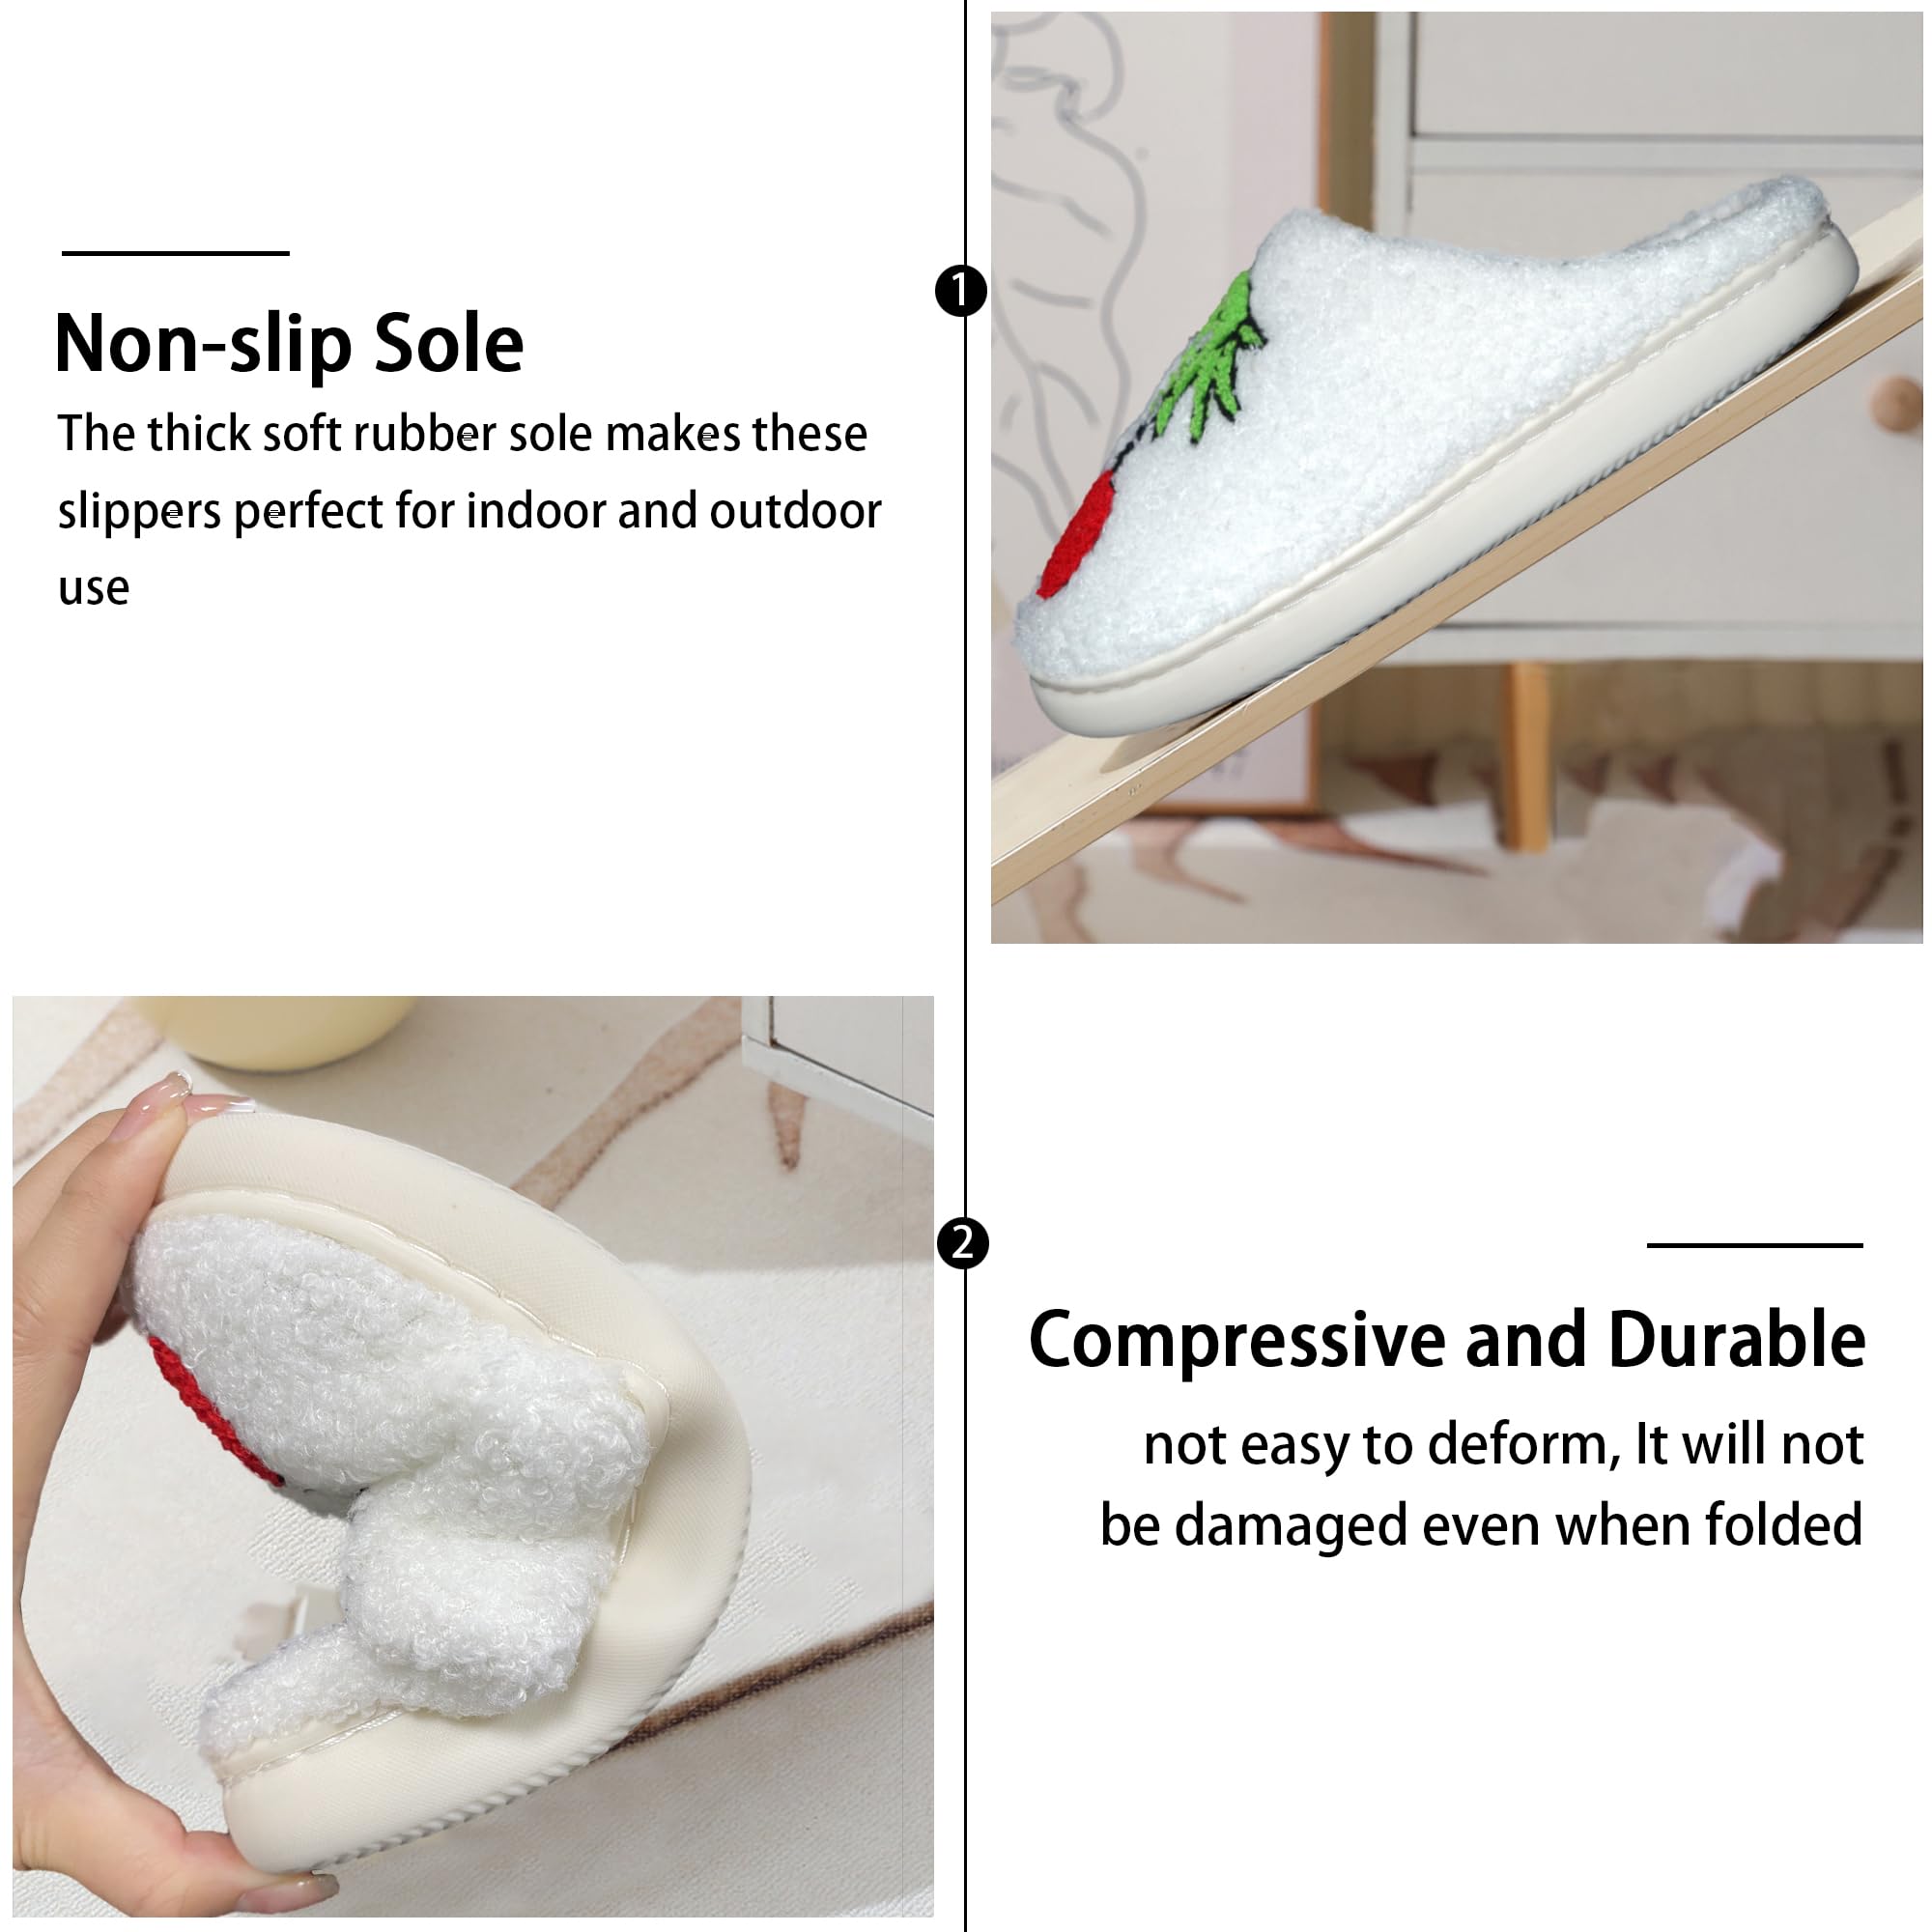 1
Non-slip Sole
The thick soft rubber sole makes these
slippers perfect for indoor and outdoor
use
2
Compressive and Durable
not easy to deform, It will not
be damaged even when folded